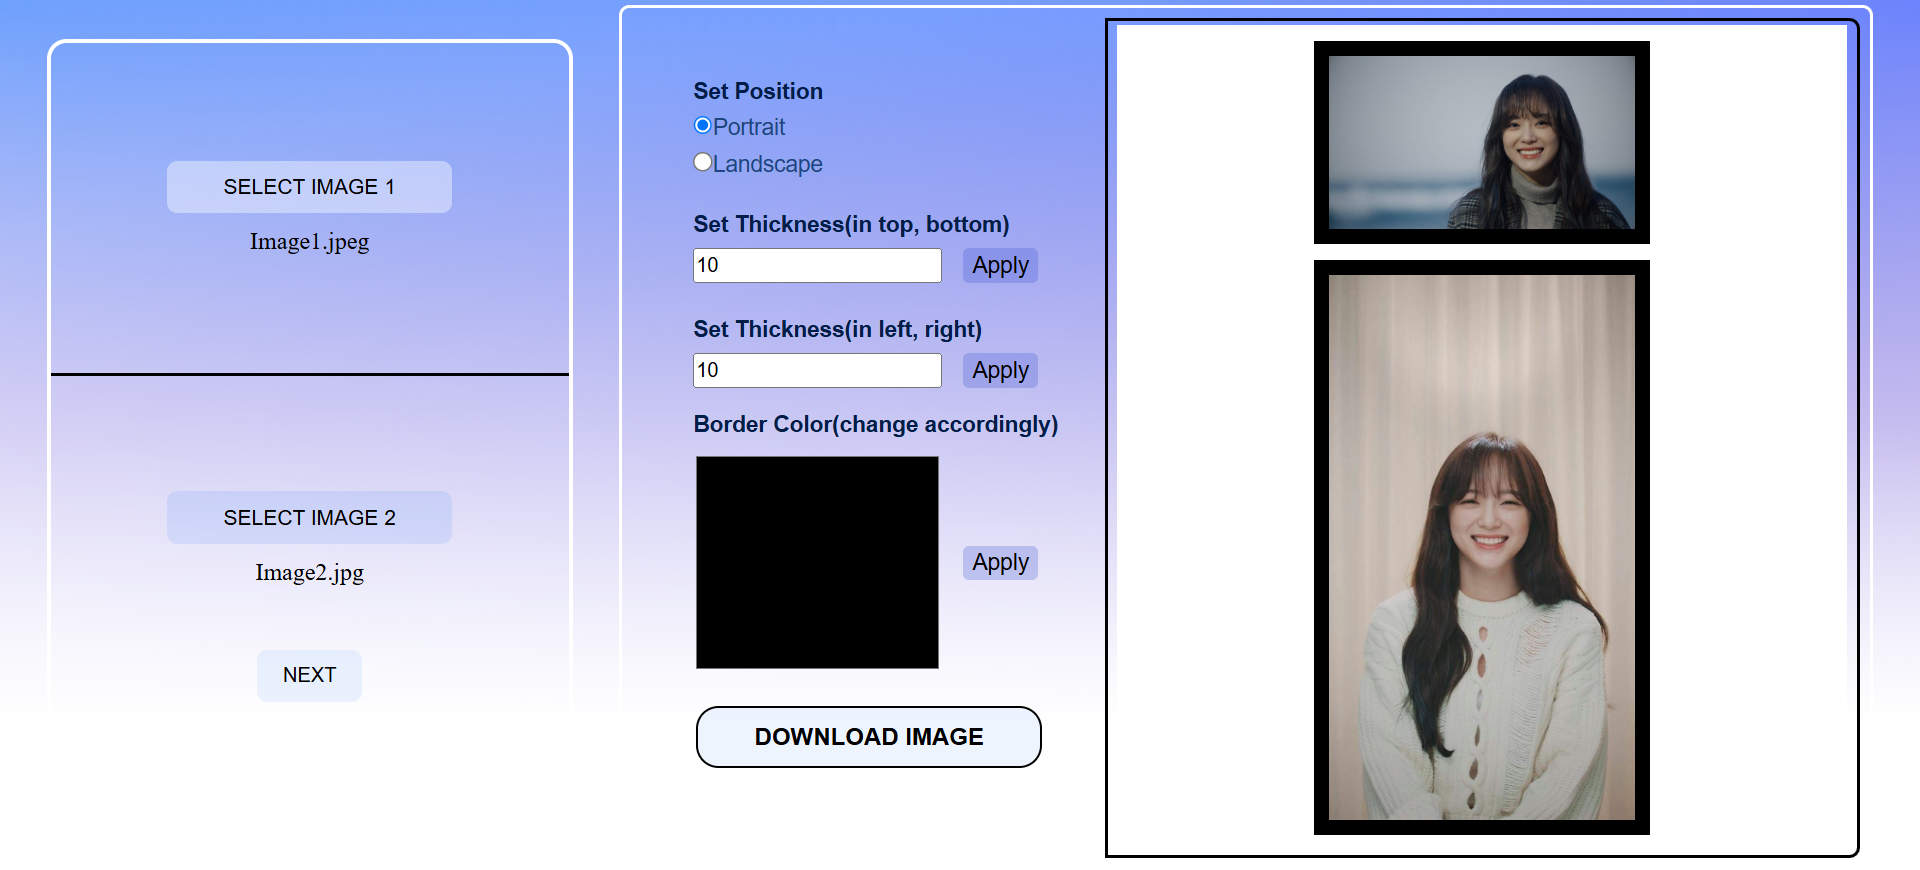 SELECT IMAGE 1
Image1.jpeg
SELECT IMAGE 2
Image2.jpg
NEXT
Set Position
Portrait
Landscape
Set Thickness(in top, bottom)
10 Apply
Set Thickness(in left, right)
10 Apply
Border Color(change accordingly)
Apply
DOWNLOAD IMAGE